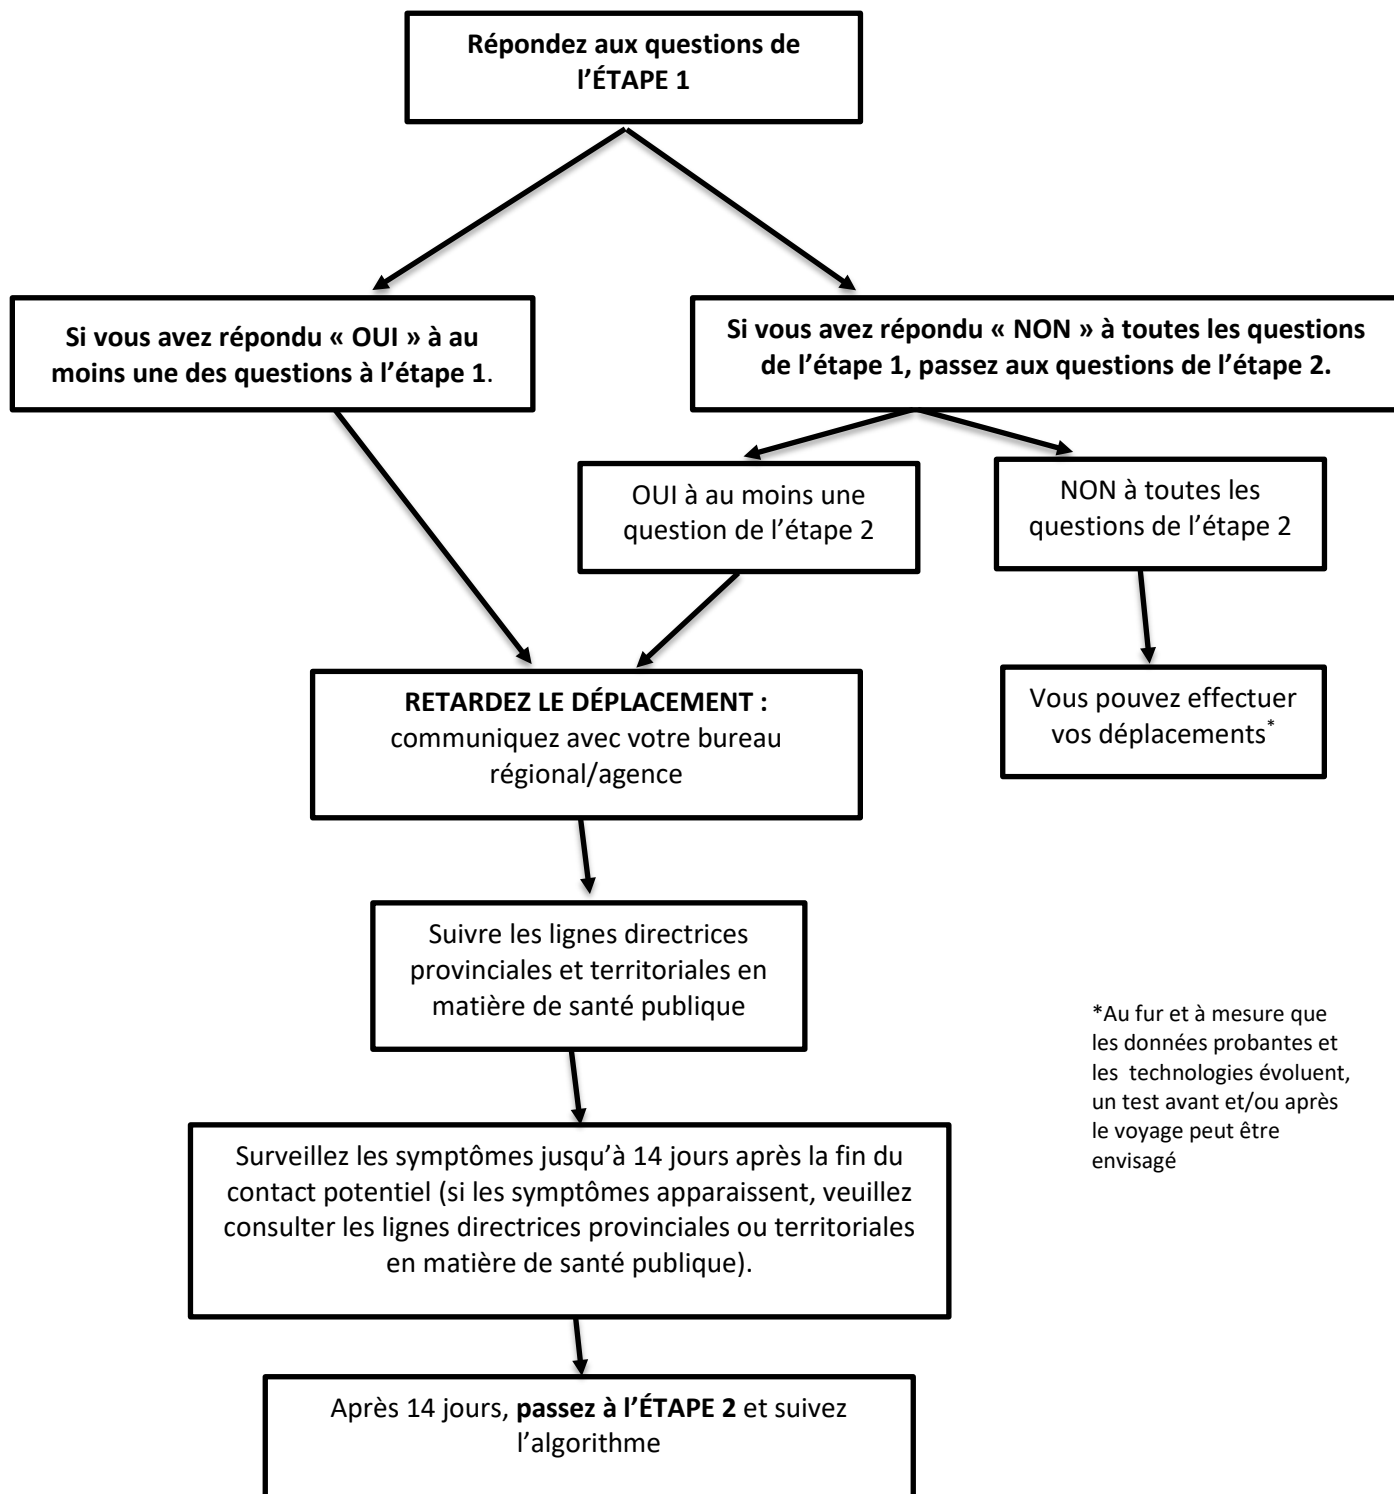 Répondez aux questions de
l’ÉTAPE 1
Si vous avez répondu « OUI » à au
moins une des questions à l’étape 1.
Si vous avez répondu « NON » à toutes les questions
de l’étape 1, passez aux questions de l’étape 2.
OUI à au moins une
question de l’étape 2
NON à toutes les
questions de l’étape 2
RETARDEZ LE DÉPLACEMENT :
communiquez avec votre bureau
régional/agence
Vous pouvez effectuer
vos déplacements*
Suivre les lignes directrices
provinciales et territoriales en
matière de santé publique
*Au fur et à mesure que
les données probantes et
les technologies évoluent,
un test avant et/ou après
le voyage peut être
envisagé
Surveillez les symptômes jusqu’à 14 jours après la fin du
contact potentiel (si les symptômes apparaissent, veuillez
consulter les lignes directrices provinciales ou territoriales
en matière de santé publique).
Après 14 jours, passez à l’ÉTAPE 2 et suivez
l’algorithme